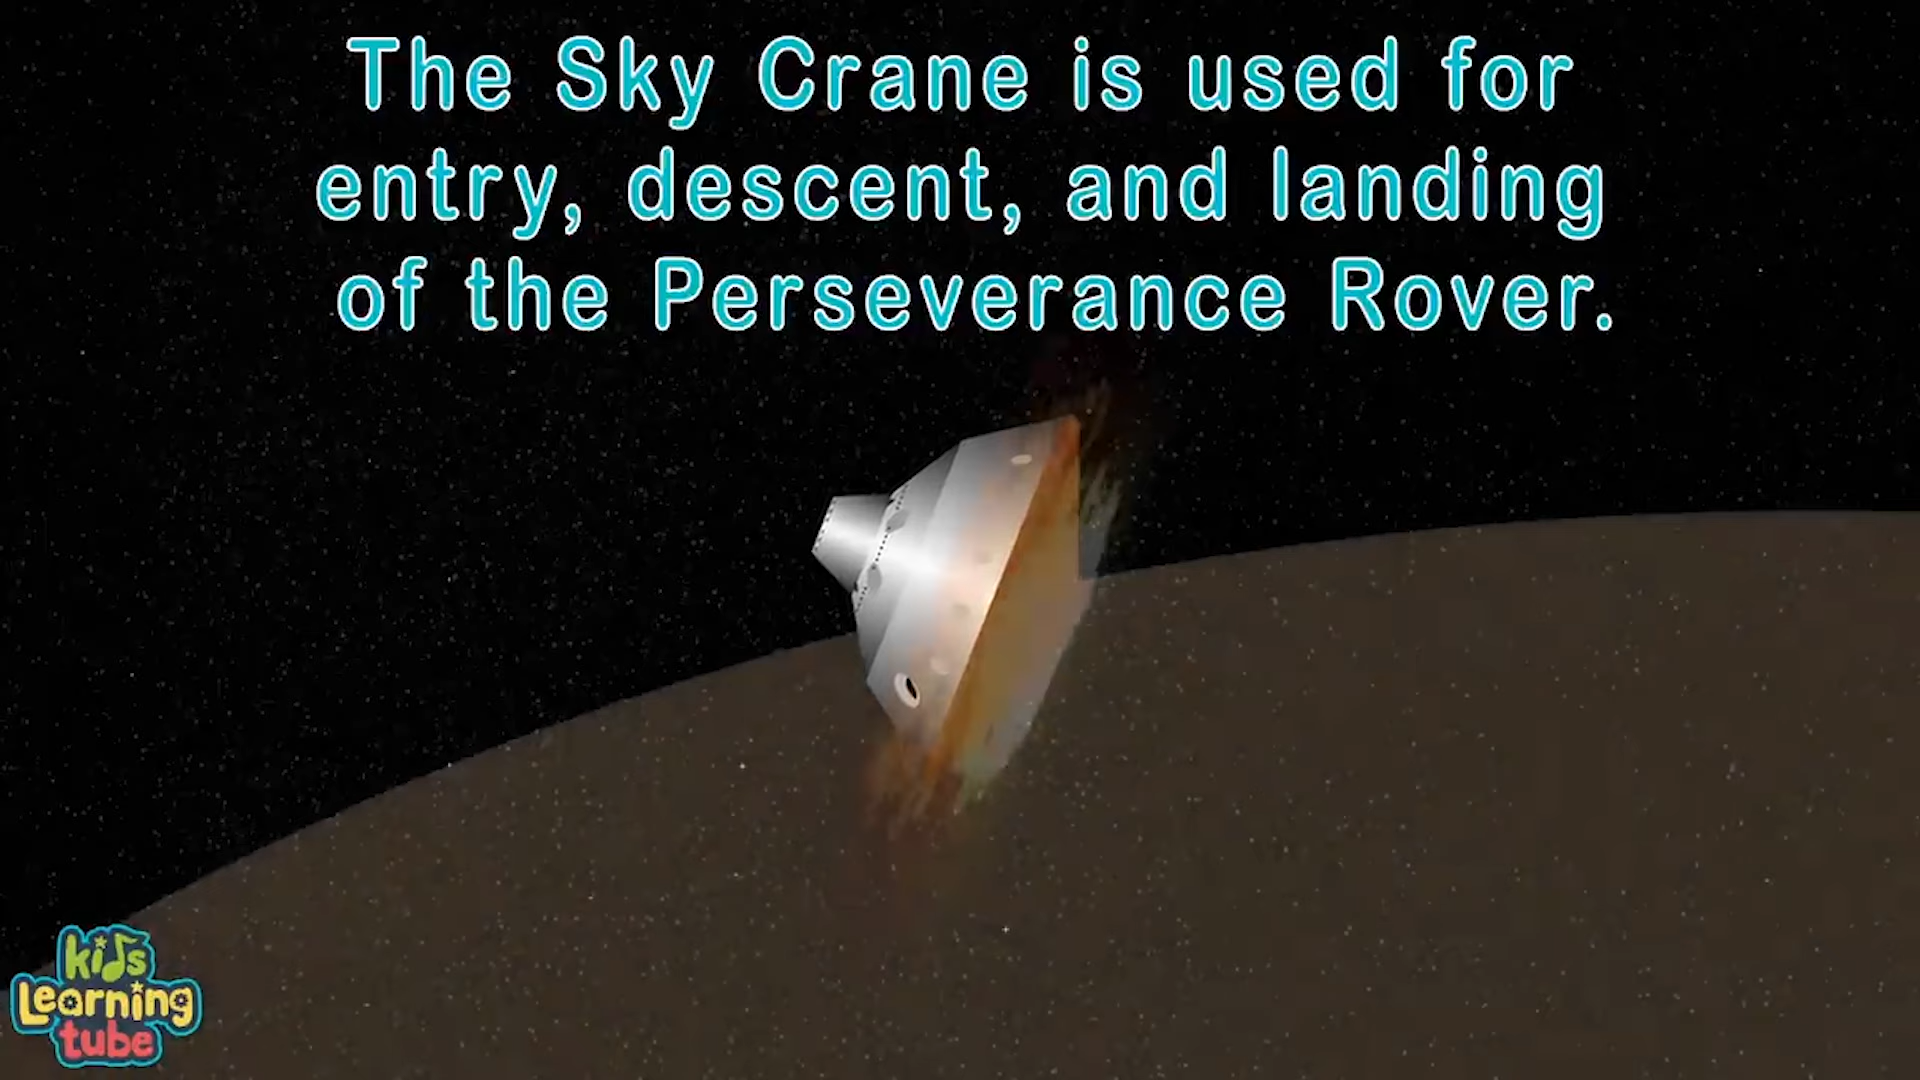 The Sky Crane is used for
entry, descent, and landing
of the Perseverance Rover.
kids
Learning
tube